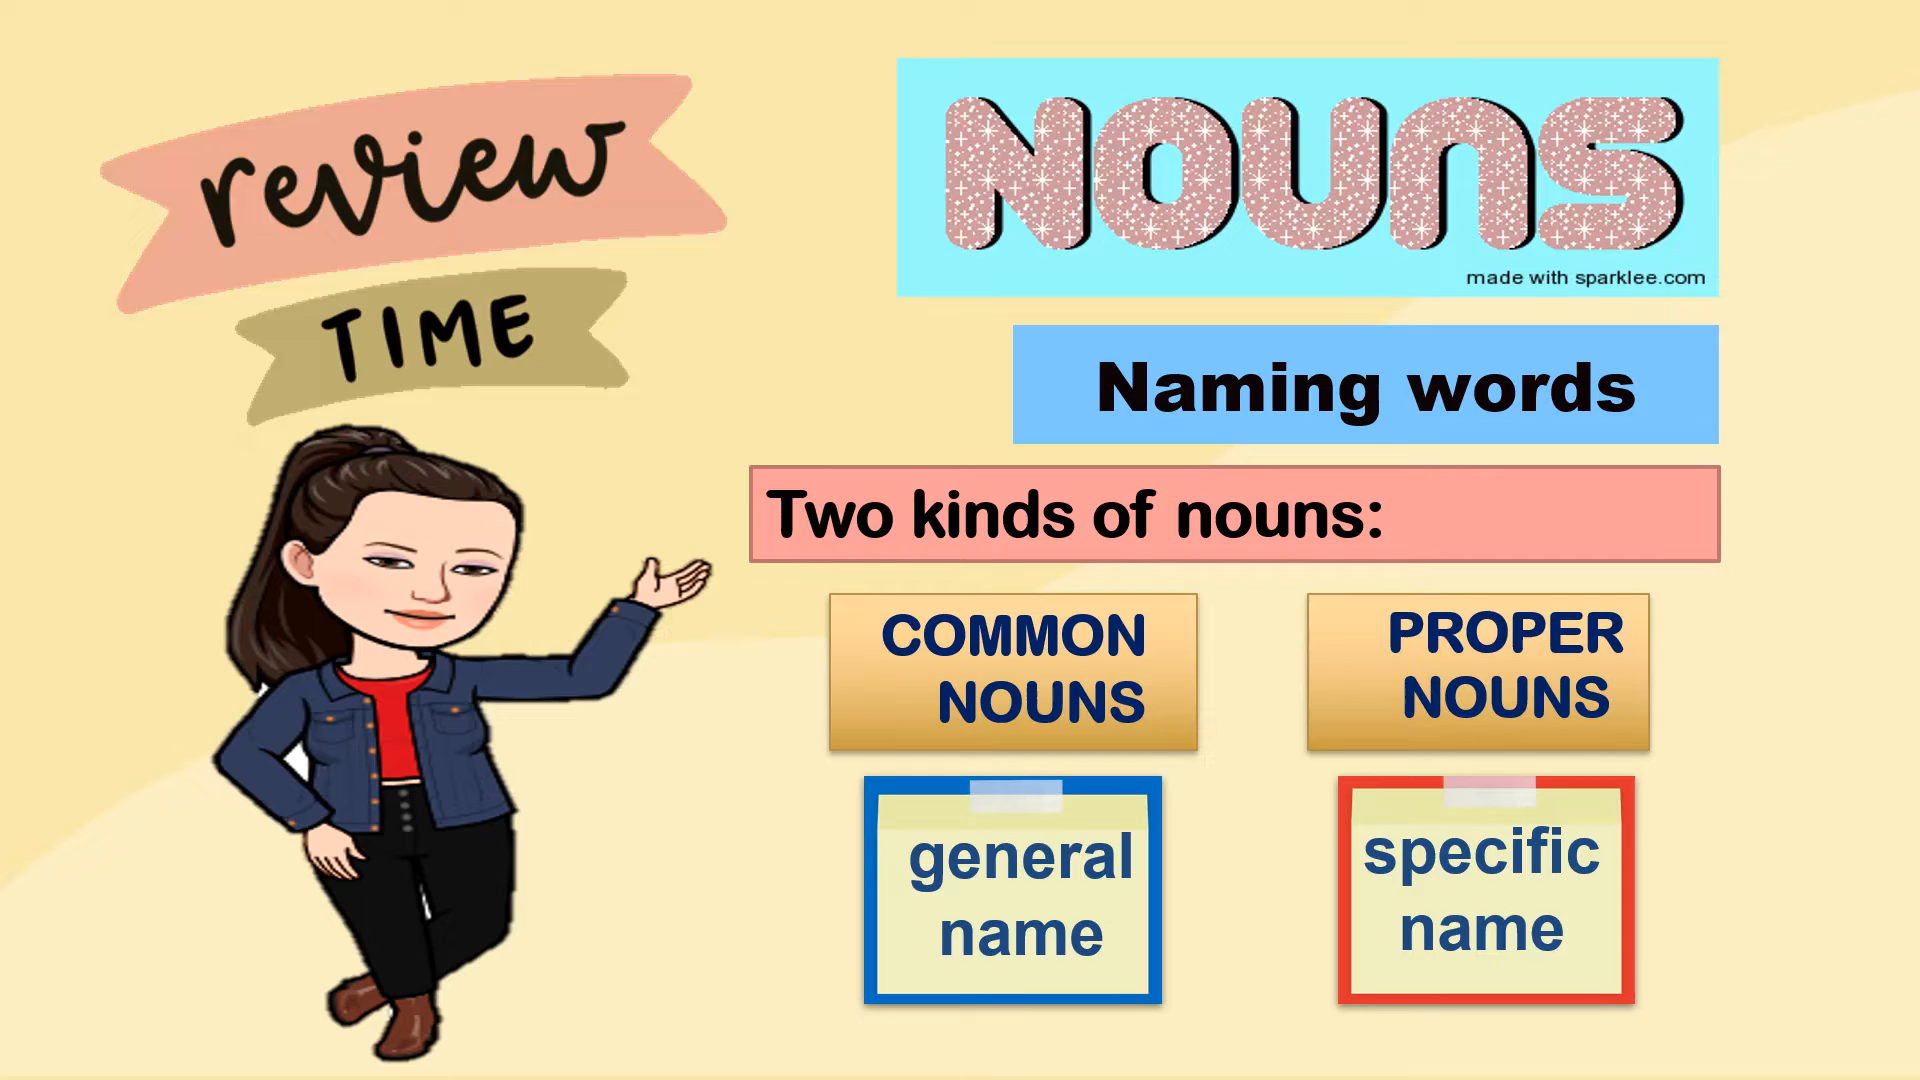 review
TIME
NOUNS
made with sparklee.com
Naming words
Two kinds of nouns:
COMMON
NOUNS
PROPER
NOUNS
general
name
specific
name